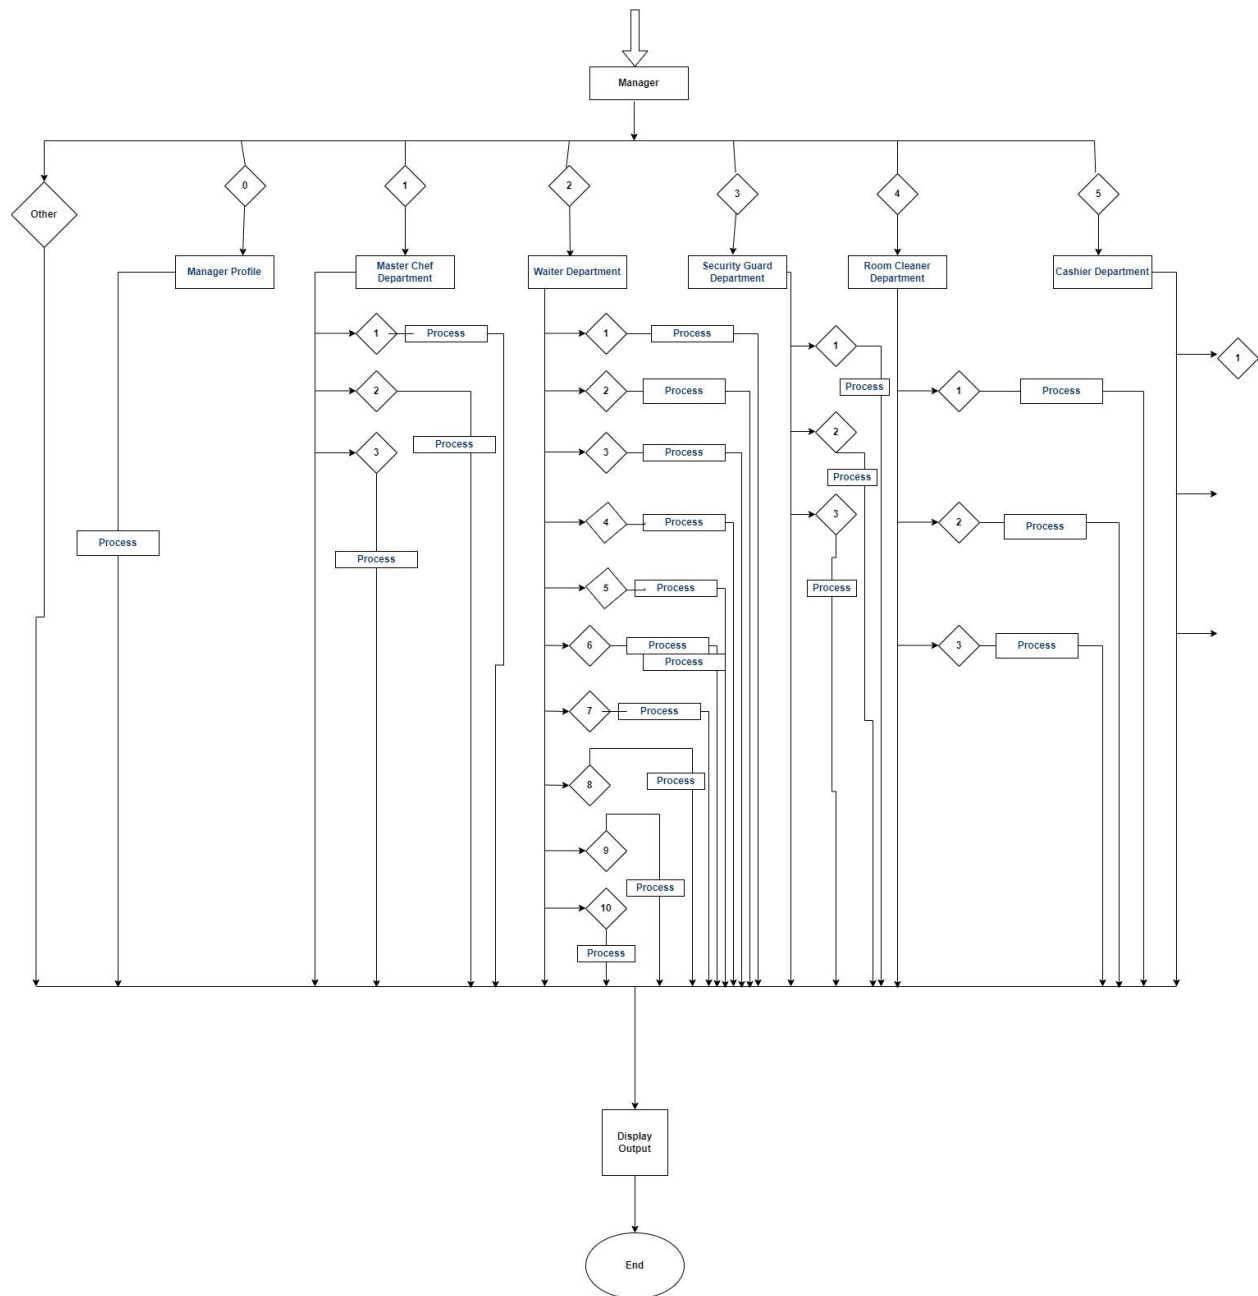 Manager
Other
0
1
2
3
4
5
Manager Profile
Master Chef
Department
Waiter Department
Security Guard
Department
Room Cleaner
Department
Cashier Department
1
Process
2
Process
3
Process
Process
1
Process
2
Process
3
Process
4
Process
5
Process
6
Process
Process
7
Process
8
Process
9
Process
10
Process
1
Process
2
Process
3
Process
1
Process
2
Process
3
Process
1
Display
Output
End